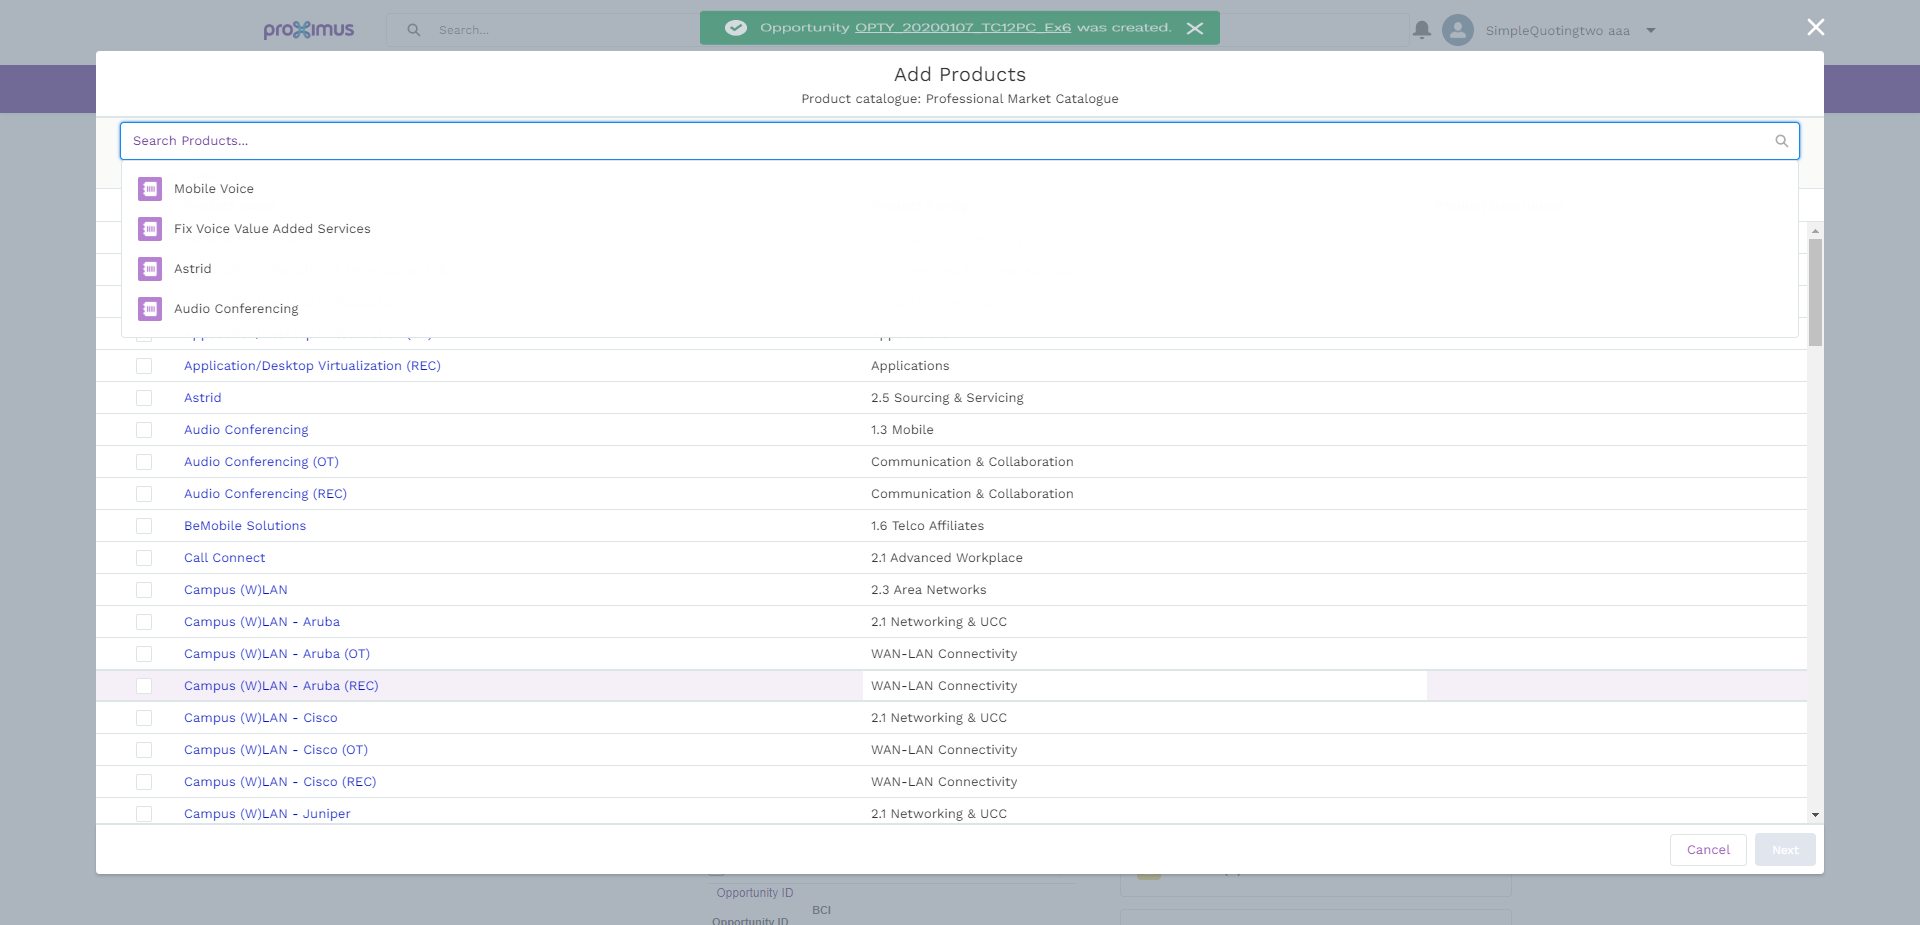 proximus
Search...
Opportunity OPTY_20200107_TC12PC_Ex6 was created.
SimpleQuotingtwo aaa
Add Products
Product catalogue: Professional Market Catalogue
Search Products...
Mobile Voice
Fix Voice Value Added Services
Astrid
Audio Conferencing
Application/Desktop Virtualization (REC) Applications
Astrid 2.5 Sourcing & Servicing
Audio Conferencing 1.3 Mobile
Audio Conferencing (OT) Communication & Collaboration
Audio Conferencing (REC) Communication & Collaboration
BeMobile Solutions 1.6 Telco Affiliates
Call Connect 2.1 Advanced Workplace
Campus (W)LAN 2.3 Area Networks
Campus (W)LAN - Aruba 2.1 Networking & UCC
Campus (W)LAN - Aruba (OT) WAN-LAN Connectivity
Campus (W)LAN - Aruba (REC) WAN-LAN Connectivity
Campus (W)LAN - Cisco 2.1 Networking & UCC
Campus (W)LAN - Cisco (OT) WAN-LAN Connectivity
Campus (W)LAN - Cisco (REC) WAN-LAN Connectivity
Campus (W)LAN - Juniper 2.1 Networking & UCC
Cancel Next
Opportunity ID
BCI
Opportunity ID